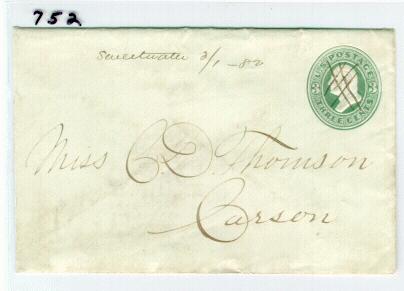 752
Sweetwater 3/1 - 82
U.S. POSTAGE
THREE CENTS
Miss C D Thomson
Carson